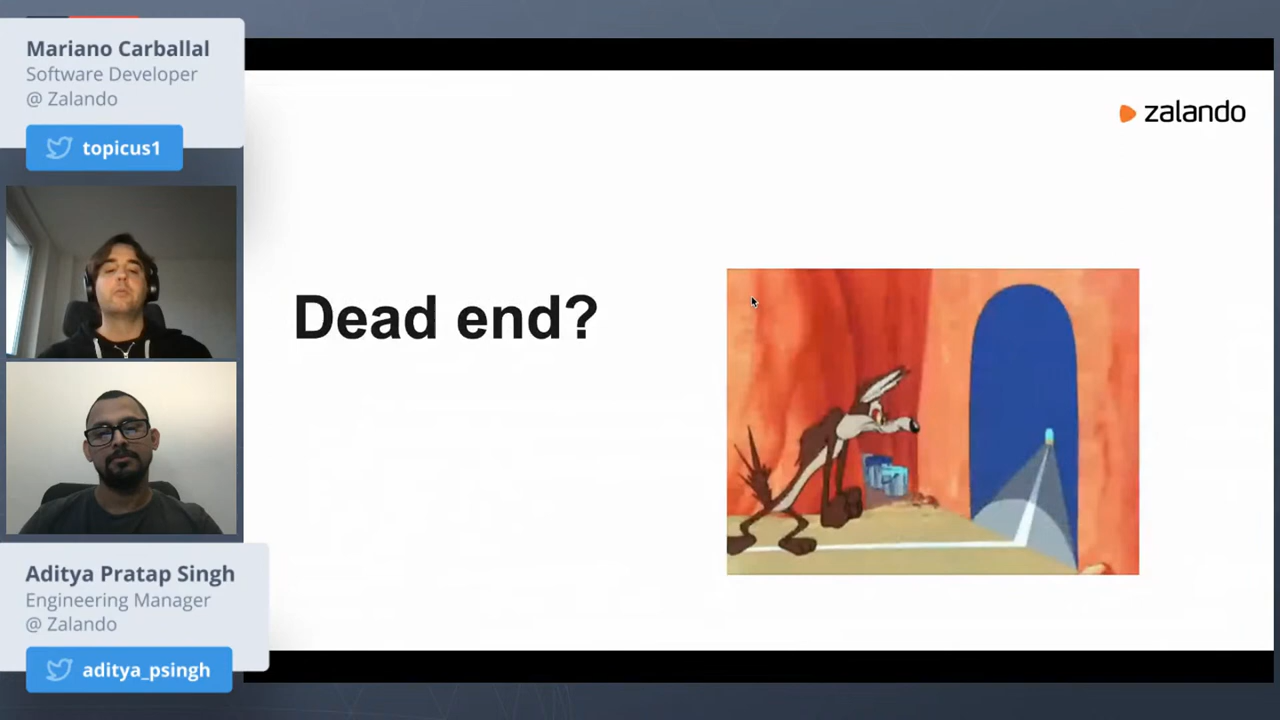 Mariano Carballal
Software Developer
@ Zalando
topicus1
zalando
Dead end?
Aditya Pratap Singh
Engineering Manager
@ Zalando
aditya_psingh